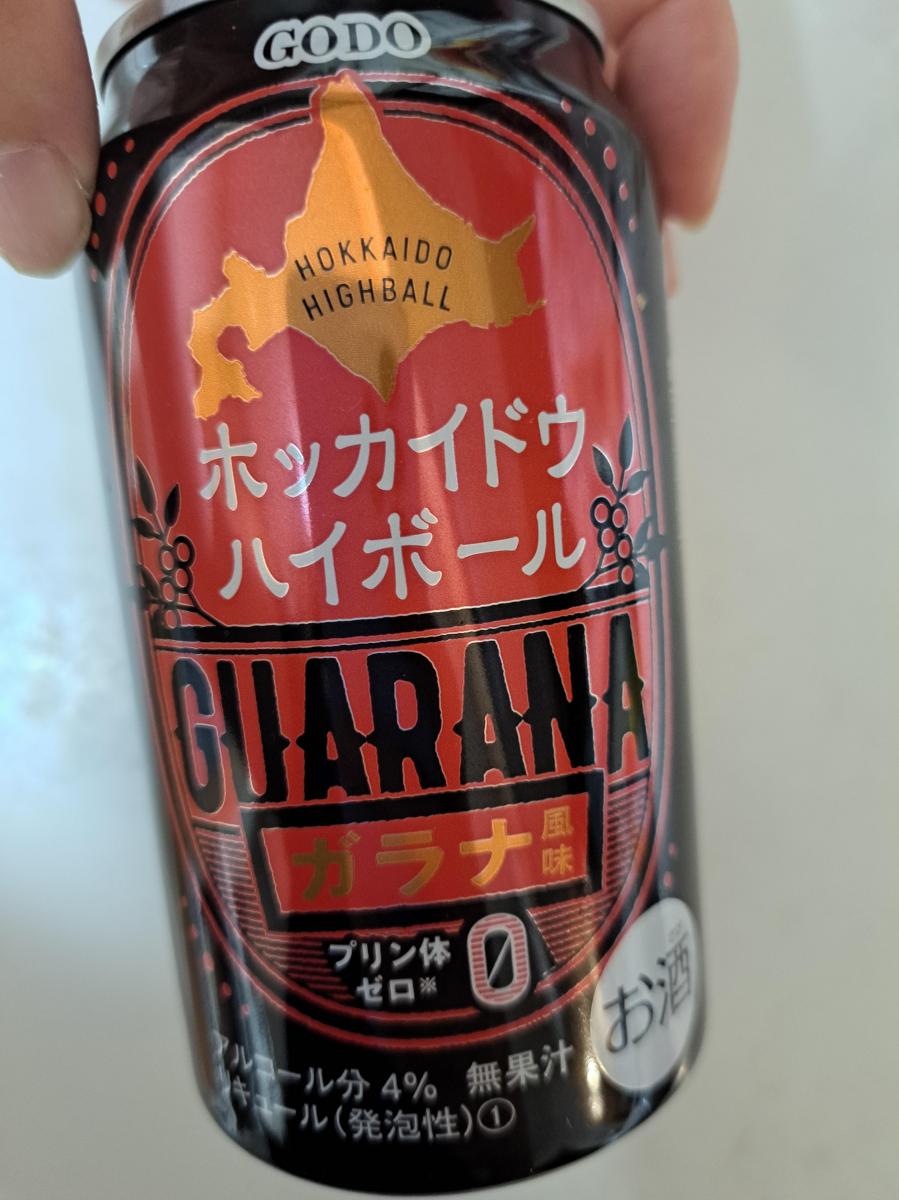 GODO
HOKKAIDO
HIGHBALL
ホッカイドウ
ハイボール
GUARANA
ガラナ風味
プリン体
ゼロ※
0
お酒
アルコール分 4% 無果汁
リキュール(発泡性)①